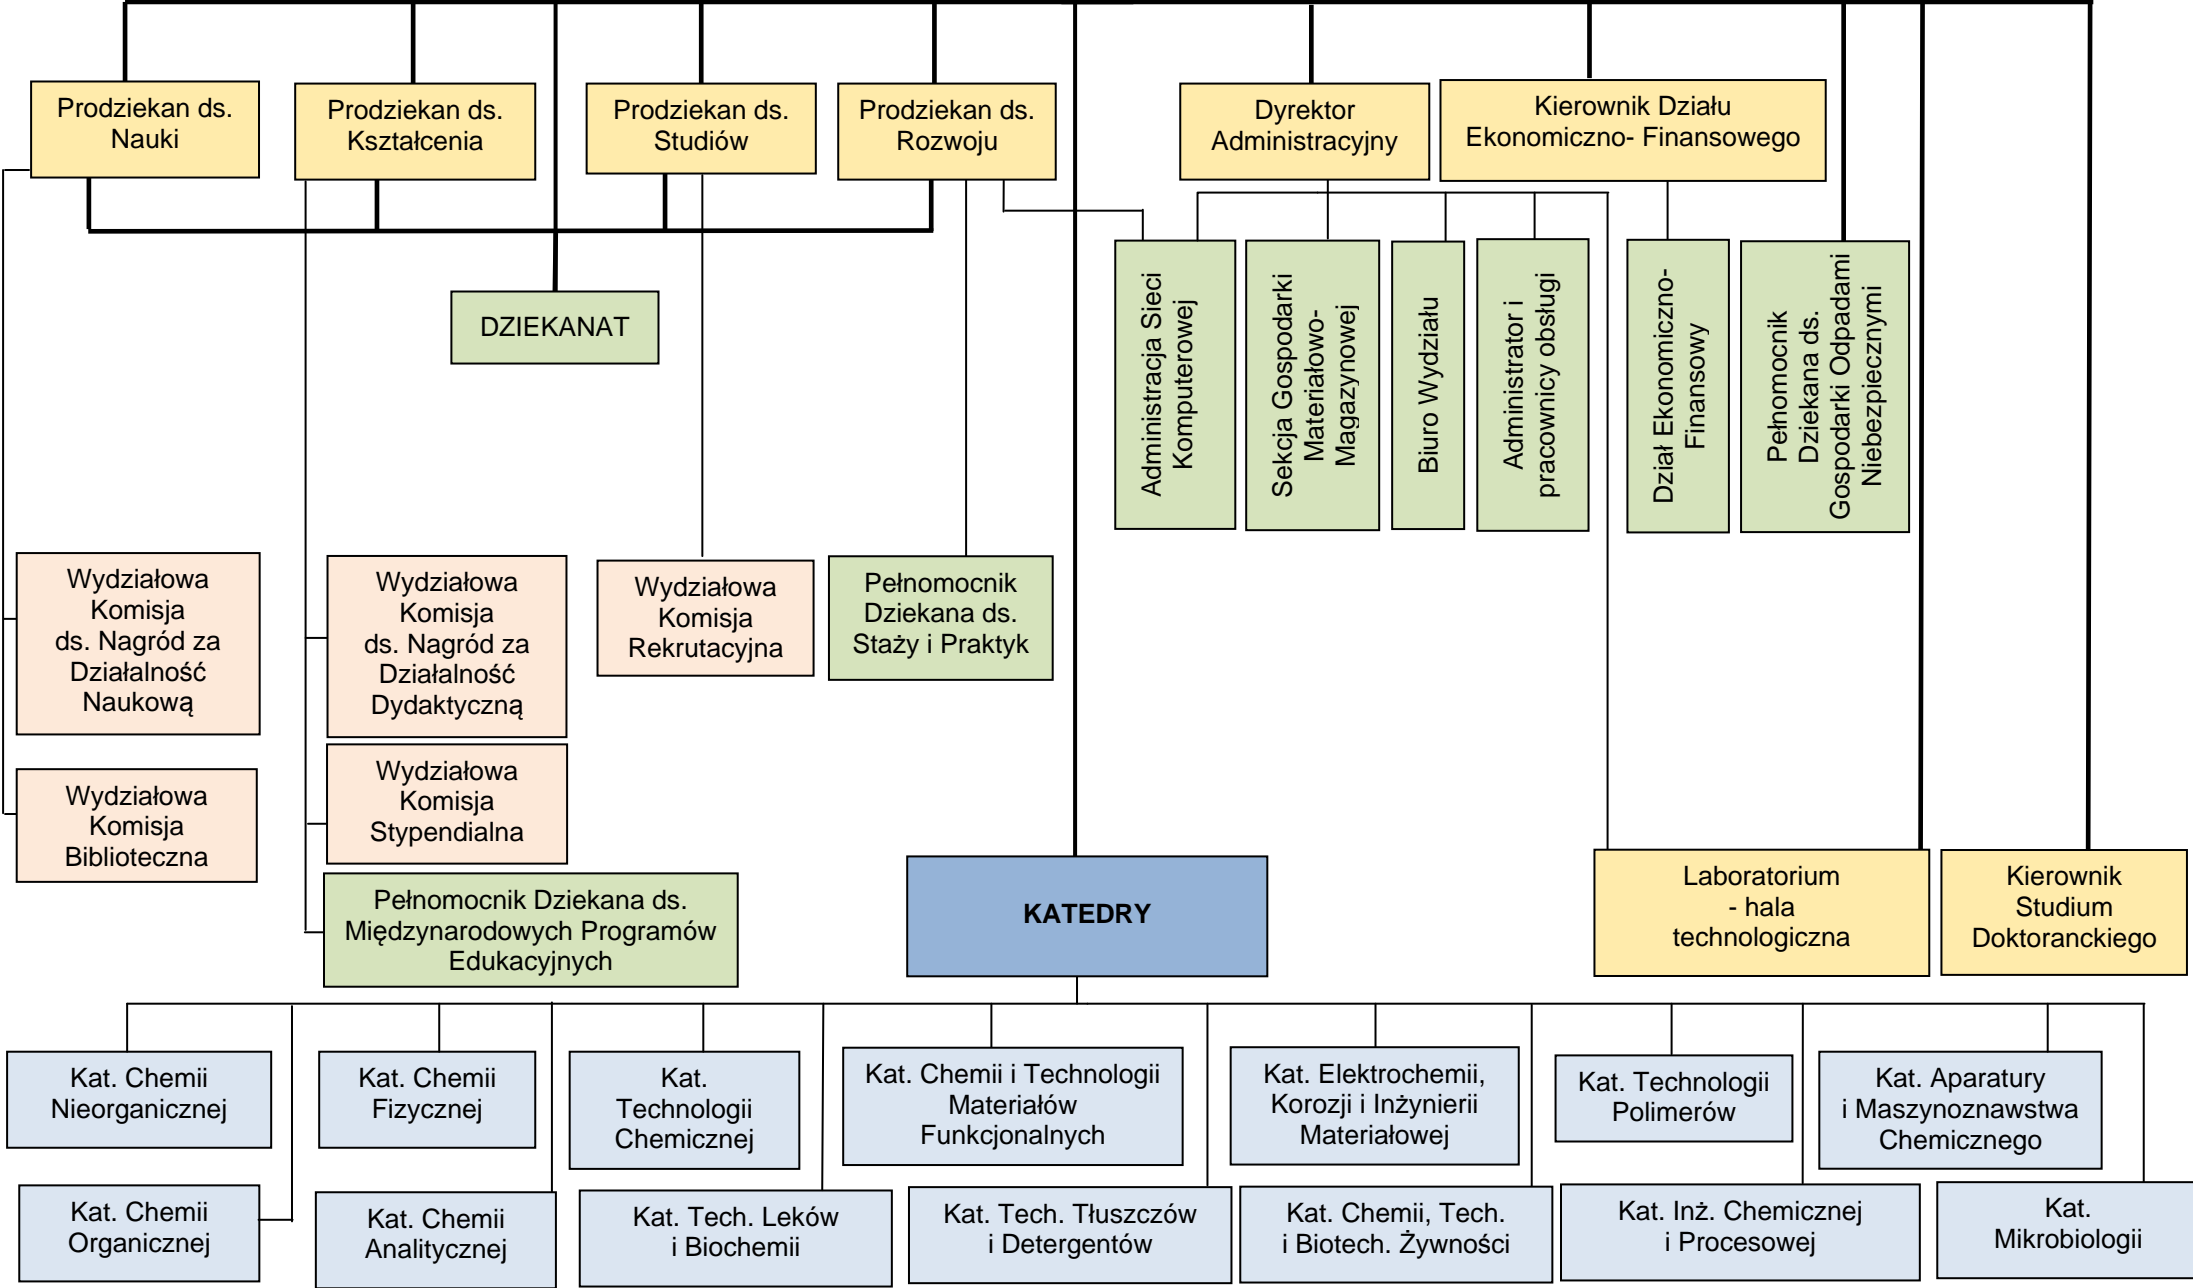 Prodziekan ds.
Nauki
Prodziekan ds.
Kształcenia
Prodziekan ds.
Studiów
Prodziekan ds.
Rozwoju
Dyrektor
Administracyjny
Kierownik Działu
Ekonomiczno- Finansowego
DZIEKANAT
Administracja Sieci
Komputerowej
Sekcja Gospodarki
Materiałowo-
Magazynowej
Biuro Wydziału
Administrator i
pracownicy obsługi
Dział Ekonomiczno-
Finansowy
Pełnomocnik
Dziekana ds.
Gospodarki Odpadami
Niebezpiecznymi
Wydziałowa
Komisja
ds. Nagród za
Działalność
Naukową
Wydziałowa
Komisja
ds. Nagród za
Działalność
Dydaktyczną
Wydziałowa
Komisja
Rekrutacyjna
Pełnomocnik
Dziekana ds.
Staży i Praktyk
Wydziałowa
Komisja
Biblioteczna
Wydziałowa
Komisja
Stypendialna
Pełnomocnik Dziekana ds.
Międzynarodowych Programów
Edukacyjnych
KATEDRY
Laboratorium
- hala
technologiczna
Kierownik
Studium
Doktoranckiego
Kat. Chemii
Nieorganicznej
Kat. Chemii
Fizycznej
Kat.
Technologii
Chemicznej
Kat. Chemii i Technologii
Materiałów
Funkcjonalnych
Kat. Elektrochemii,
Korozji i Inżynierii
Materiałowej
Kat. Technologii
Polimerów
Kat. Aparatury
i Maszynoznawstwa
Chemicznego
Kat. Chemii
Organicznej
Kat. Chemii
Analitycznej
Kat. Tech. Leków
i Biochemii
Kat. Tech. Tłuszczów
i Detergentów
Kat. Chemii, Tech.
i Biotech. Żywności
Kat. Inż. Chemicznej
i Procesowej
Kat.
Mikrobiologii